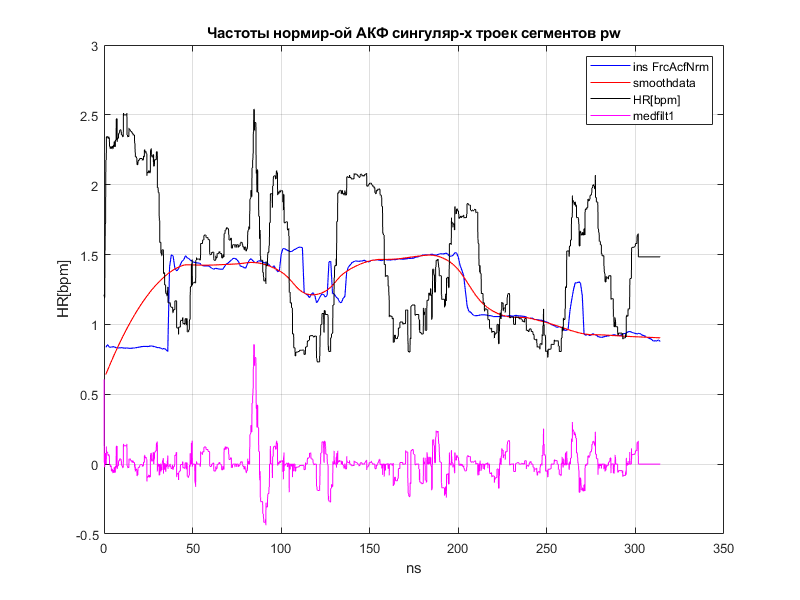 Частоты нормир-ой АКФ сингуляр-х троек сегментов pw
3
ins FrcAcfNrm
smoothdata
HR[bpm]
medfilt1
2.5
2
1.5
1
0.5
0
-0.5
HR[bpm]
0 50 100 150 200 250 300 350
ns